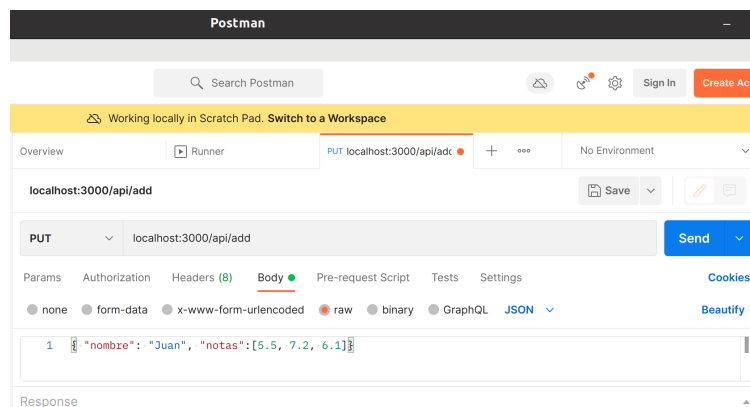 Postman
Search Postman Sign In Create Ac
Working locally in Scratch Pad. Switch to a Workspace
Overview Runner PUT localhost:3000/api/adc No Environment
localhost:3000/api/add Save
PUT localhost:3000/api/add Send
Params Authorization Headers (8) Body Pre-request Script Tests Settings Cookies
none form-data x-www-form-urlencoded raw binary GraphQL JSON Beautify
1 { "nombre": "Juan", "notas":[5.5, 7.2, 6.1]}
Response